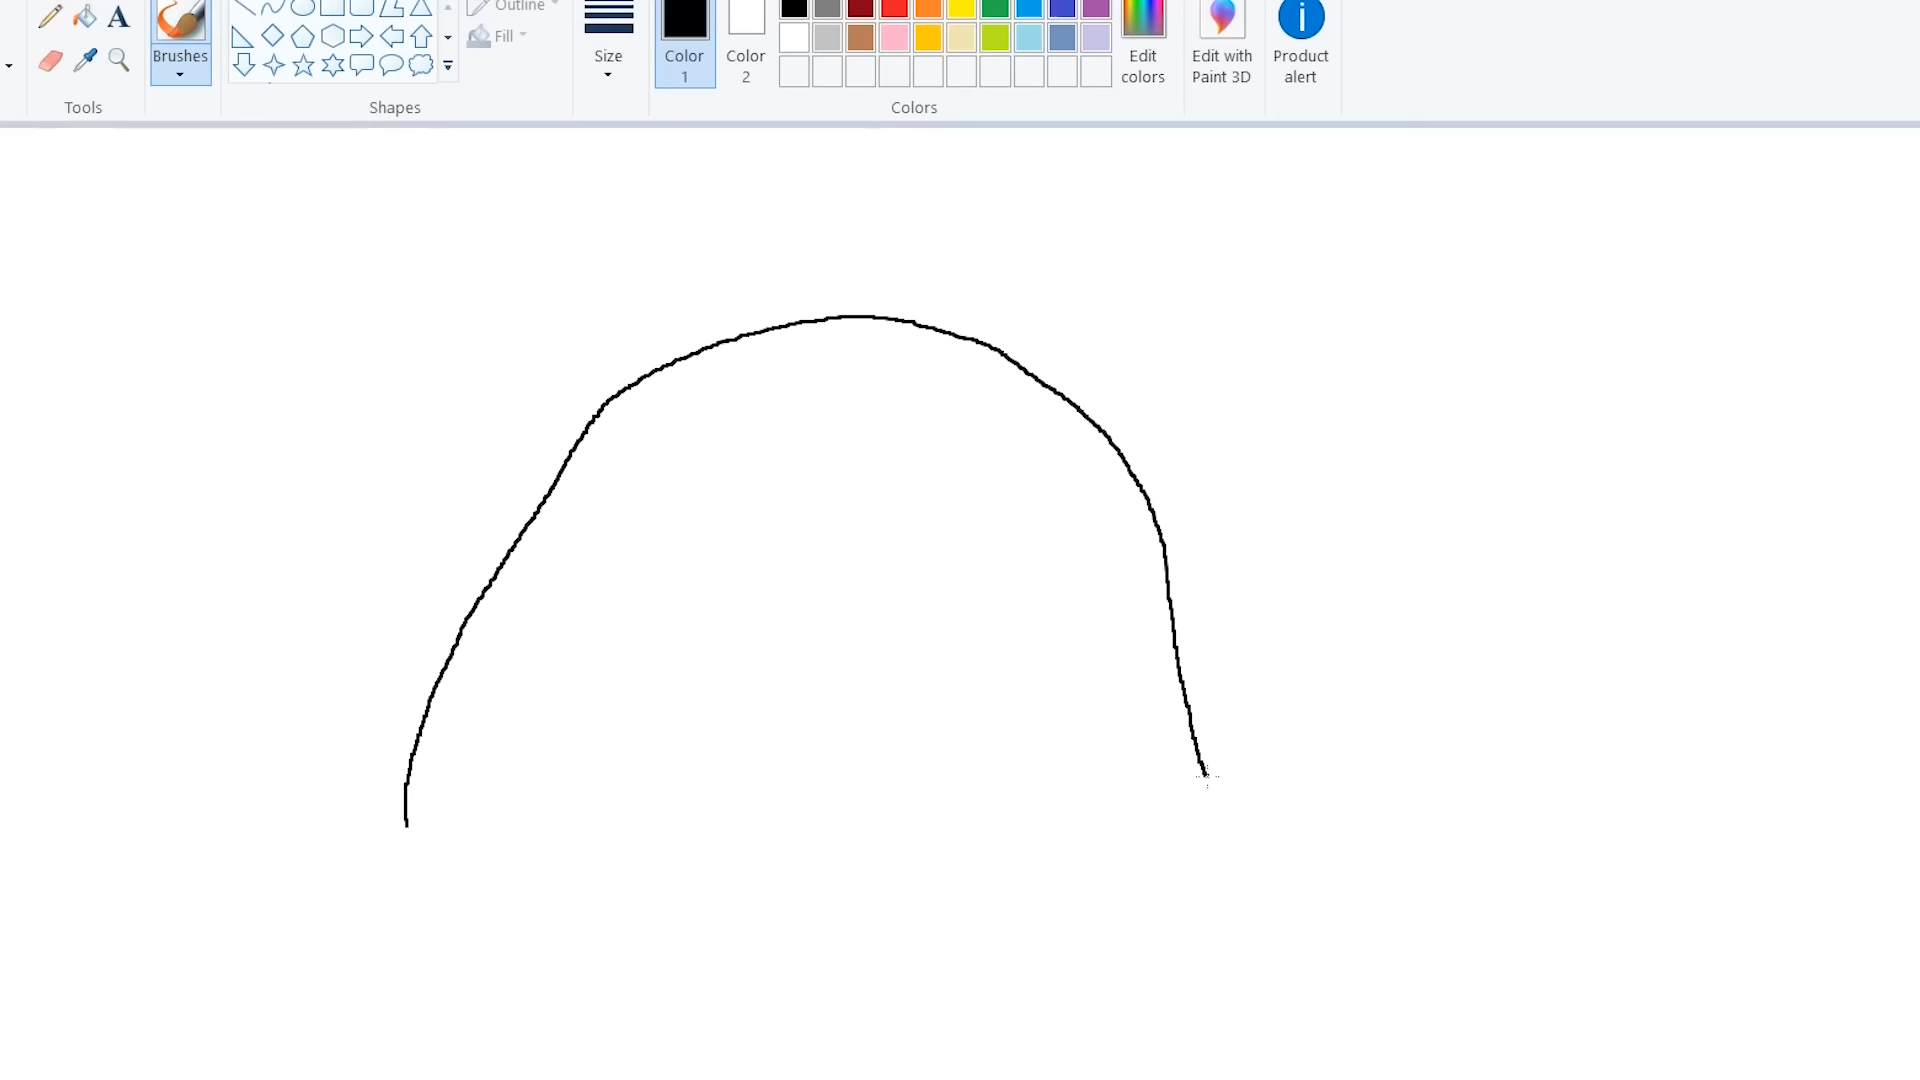 Outline
Fill
Brushes
Size
Color
1
Color
2
Edit
colors
Edit with
Paint 3D
Product
alert
Tools
Shapes
Colors